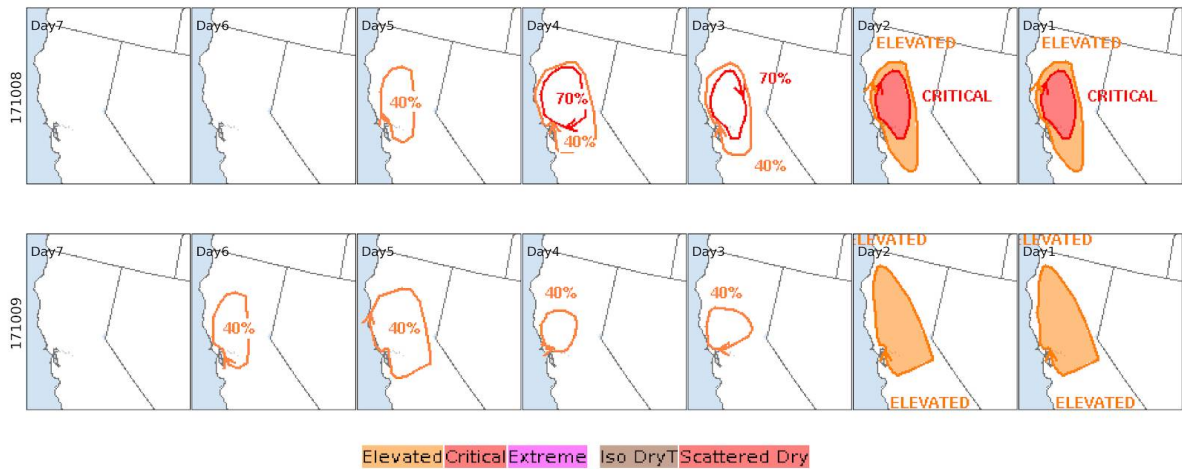 Day7 Day6 Day5 Day4 Day3 Day2 Day1
ELEVATED ELEVATED
70%
40% 70% CRITICAL CRITICAL
171008
40%
40%
Day7 Day6 Day5 Day4 Day3 Day2 Day1
ELEVATED ELEVATED
40% 40%
171009
40% 40%
ELEVATED ELEVATED
Elevated Critical Extreme Iso DryT Scattered Dry